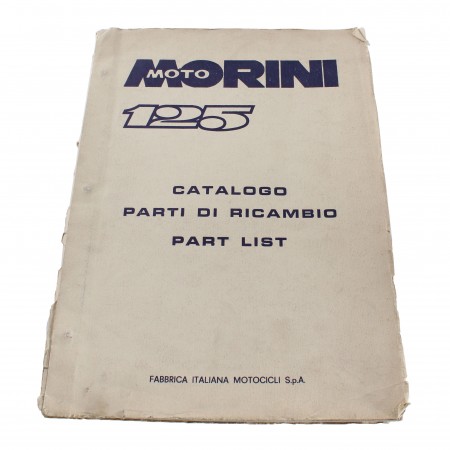 MOTO MORINI
125
CATALOGO
PARTI DI RICAMBIO
PART LIST
FABBRICA ITALIANA MOTOCICLI S.p.A.